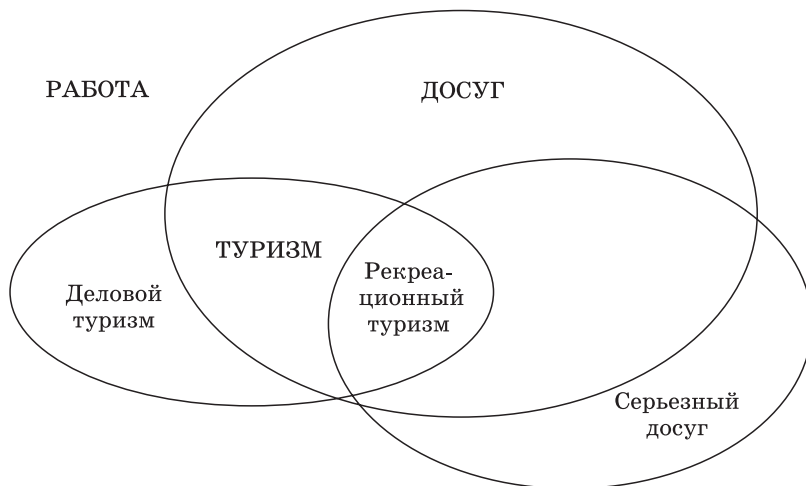 РАБОТА
ДОСУГ
ТУРИЗМ
Деловой
туризм
Рекреа-
ционный
туризм
Серьезный
досуг